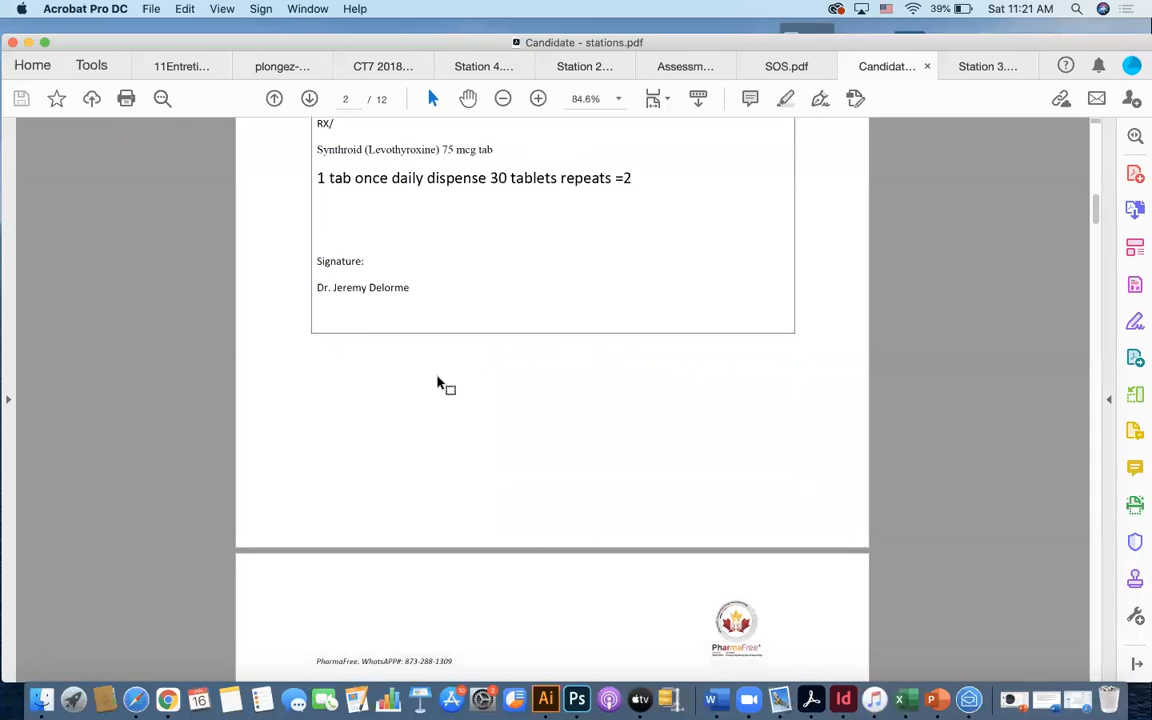 Acrobat Pro DC File Edit View Sign Window Help 39% Sat 11:21 AM
Candidate - stations.pdf
Home Tools 11Entreti... plongez-... CT7 2018... Station 4.... Station 2... Assessm... SOS.pdf Candidat... × Station 3....
2 / 12 84.6%
RX/
Synthroid (Levothyroxine) 75 mcg tab
1 tab once daily dispense 30 tablets repeats =2
Signature:
Dr. Jeremy Delorme
PharmaFree
PharmaFree. WhatsAPP#: 873-288-1309